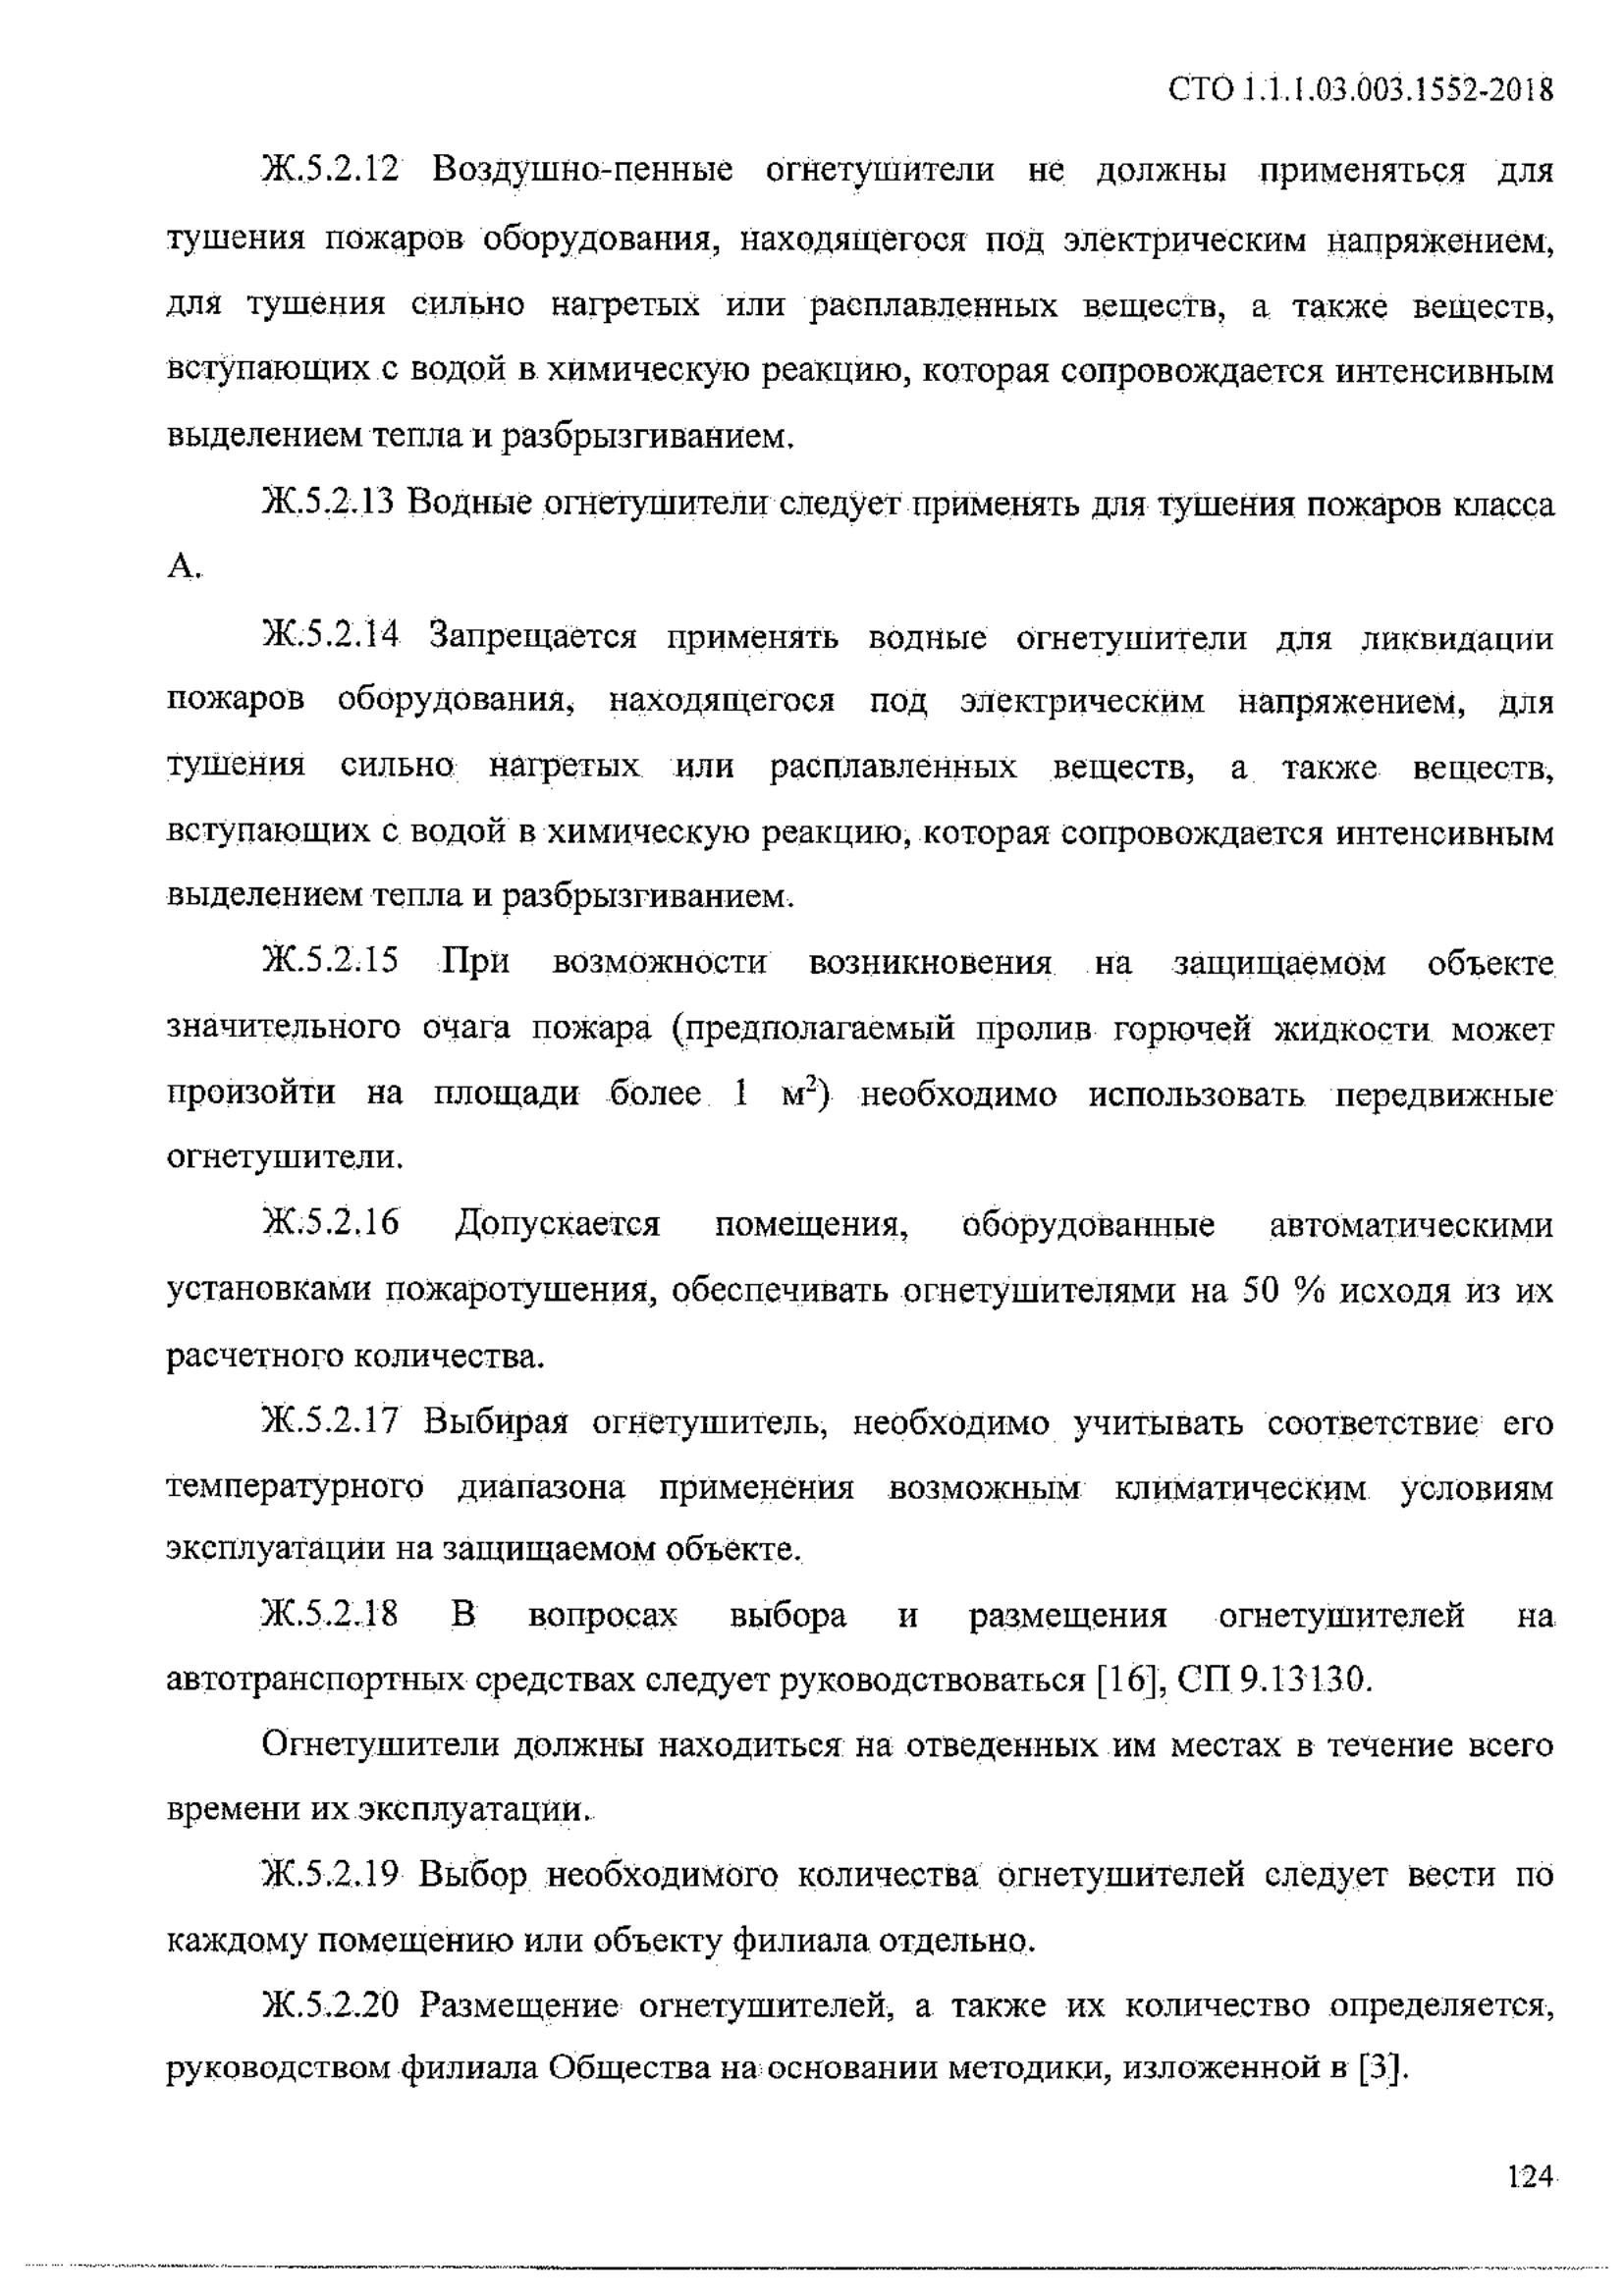 СТО 1.1.1.03.003.1552-2018
Ж.5.2.12 Воздушно-пенные огнетушители не должны применяться для
тушения пожаров оборудования, находящегося под электрическим напряжением,
для тушения сильно нагретых или расплавленных веществ, а также веществ,
вступающих с водой в химическую реакцию, которая сопровождается интенсивным
выделением тепла и разбрызгиванием.
Ж.5.2.13 Водные огнетушители следует применять для тушения пожаров класса
А.
Ж.5.2.14 Запрещается применять водные огнетушители для ликвидации
пожаров оборудования, находящегося под электрическим напряжением, для
тушения сильно нагретых или расплавленных веществ, а также веществ,
вступающих с водой в химическую реакцию, которая сопровождается интенсивным
выделением тепла и разбрызгиванием.
Ж.5.2.15 При возможности возникновения на защищаемом объекте
значительного очага пожара (предполагаемый пролив горючей жидкости может
произойти на площади более 1 м²) необходимо использовать передвижные
огнетушители.
Ж.5.2.16 Допускается помещения, оборудованные автоматическими
установками пожаротушения, обеспечивать огнетушителями на 50 % исходя из их
расчетного количества.
Ж.5.2.17 Выбирая огнетушитель, необходимо учитывать соответствие его
температурного диапазона применения возможным климатическим условиям
эксплуатации на защищаемом объекте.
Ж.5.2.18 В вопросах выбора и размещения огнетушителей на
автотранспортных средствах следует руководствоваться [16], СП 9.13130.
Огнетушители должны находиться на отведенных им местах в течение всего
времени их эксплуатации.
Ж.5.2.19 Выбор необходимого количества огнетушителей следует вести по
каждому помещению или объекту филиала отдельно.
Ж.5.2.20 Размещение огнетушителей, а также их количество определяется,
руководством филиала Общества на основании методики, изложенной в [3].
124